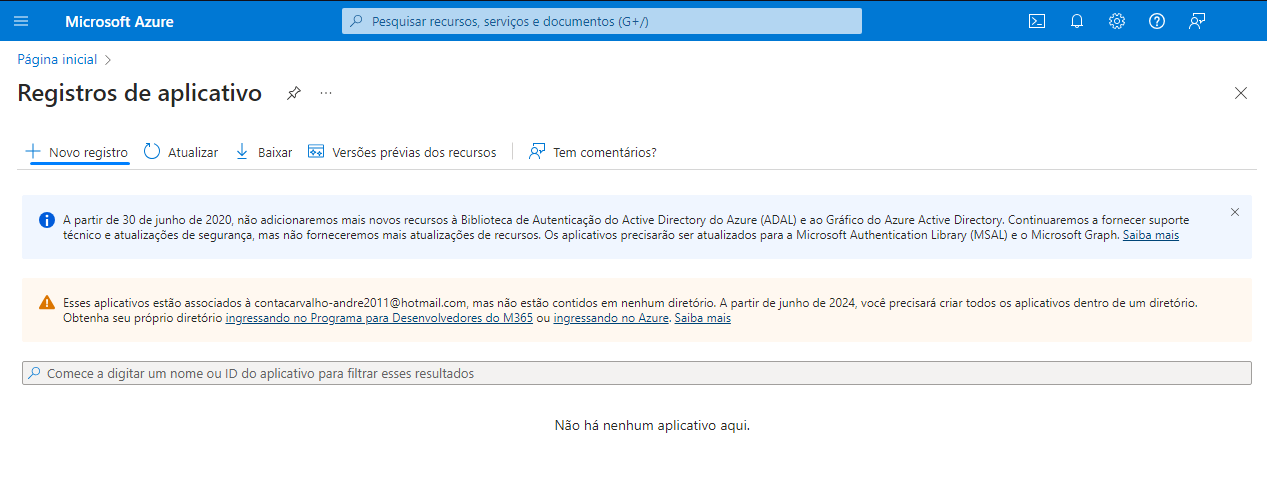 Microsoft Azure
Pesquisar recursos, serviços e documentos (G+/)
Página inicial
Registros de aplicativo
Novo registro Atualizar Baixar Versões prévias dos recursos Tem comentários?
A partir de 30 de junho de 2020, não adicionaremos mais novos recursos à Biblioteca de Autenticação do Active Directory do Azure (ADAL) e ao Gráfico do Azure Active Directory. Continuaremos a fornecer suporte
técnico e atualizações de segurança, mas não forneceremos mais atualizações de recursos. Os aplicativos precisarão ser atualizados para a Microsoft Authentication Library (MSAL) e o Microsoft Graph. Saiba mais
Esses aplicativos estão associados à contacarvalho-andre2011@hotmail.com, mas não estão contidos em nenhum diretório. A partir de junho de 2024, você precisará criar todos os aplicativos dentro de um diretório.
Obtenha seu próprio diretório ingressando no Programa para Desenvolvedores do M365 ou ingressando no Azure. Saiba mais
Comece a digitar um nome ou ID do aplicativo para filtrar esses resultados
Não há nenhum aplicativo aqui.